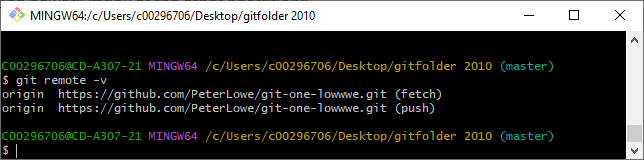 MINGW64:/c/Users/c00296706/Desktop/gitfolder 2010
C00296706@CD-A307-21 MINGW64 /c/Users/c00296706/Desktop/gitfolder 2010 (master)
$ git remote -v
origin  https://github.com/PeterLowe/git-one-lowwwe.git (fetch)
origin  https://github.com/PeterLowe/git-one-lowwwe.git (push)
C00296706@CD-A307-21 MINGW64 /c/Users/c00296706/Desktop/gitfolder 2010 (master)
$